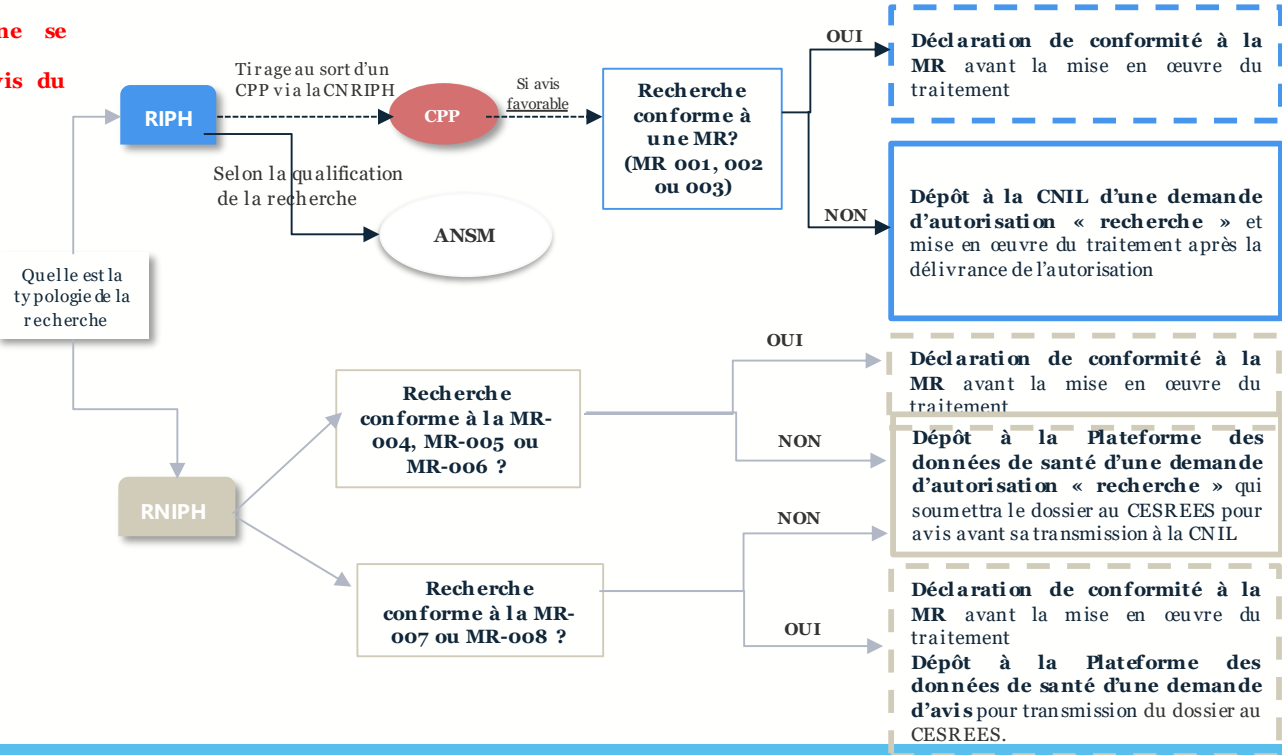 ne se
vis du
Quelle est la
typologie de la
recherche
RIPH
Tirage au sort d'un
CPP via la CNRIPH
CPP
Si avis
favorable
Selon la qualification
de la recherche
ANSM
Recherche
conforme à
une MR?
(MR 001, 002
ou 003)
OUI
Déclaration de conformité à la
MR avant la mise en œuvre du
traitement
NON
Dépôt à la CNIL d'une demande
d'autorisation « recherche » et
mise en œuvre du traitement après la
délivrance de l'autorisation
RNIPH
Recherche
conforme à la MR-
004, MR-005 ou
MR-006 ?
OUI
Déclaration de conformité à la
MR avant la mise en œuvre du
traitement
NON
Dépôt à la Plateforme des
données de santé d'une demande
d'autorisation « recherche » qui
soumettra le dossier au CESREES pour
avis avant sa transmission à la CNIL
Recherche
conforme à la MR-
007 ou MR-008 ?
NON
OUI
Déclaration de conformité à la
MR avant la mise en œuvre du
traitement
Dépôt à la Plateforme des
données de santé d'une demande
d'avis pour transmission du dossier au
CESREES.